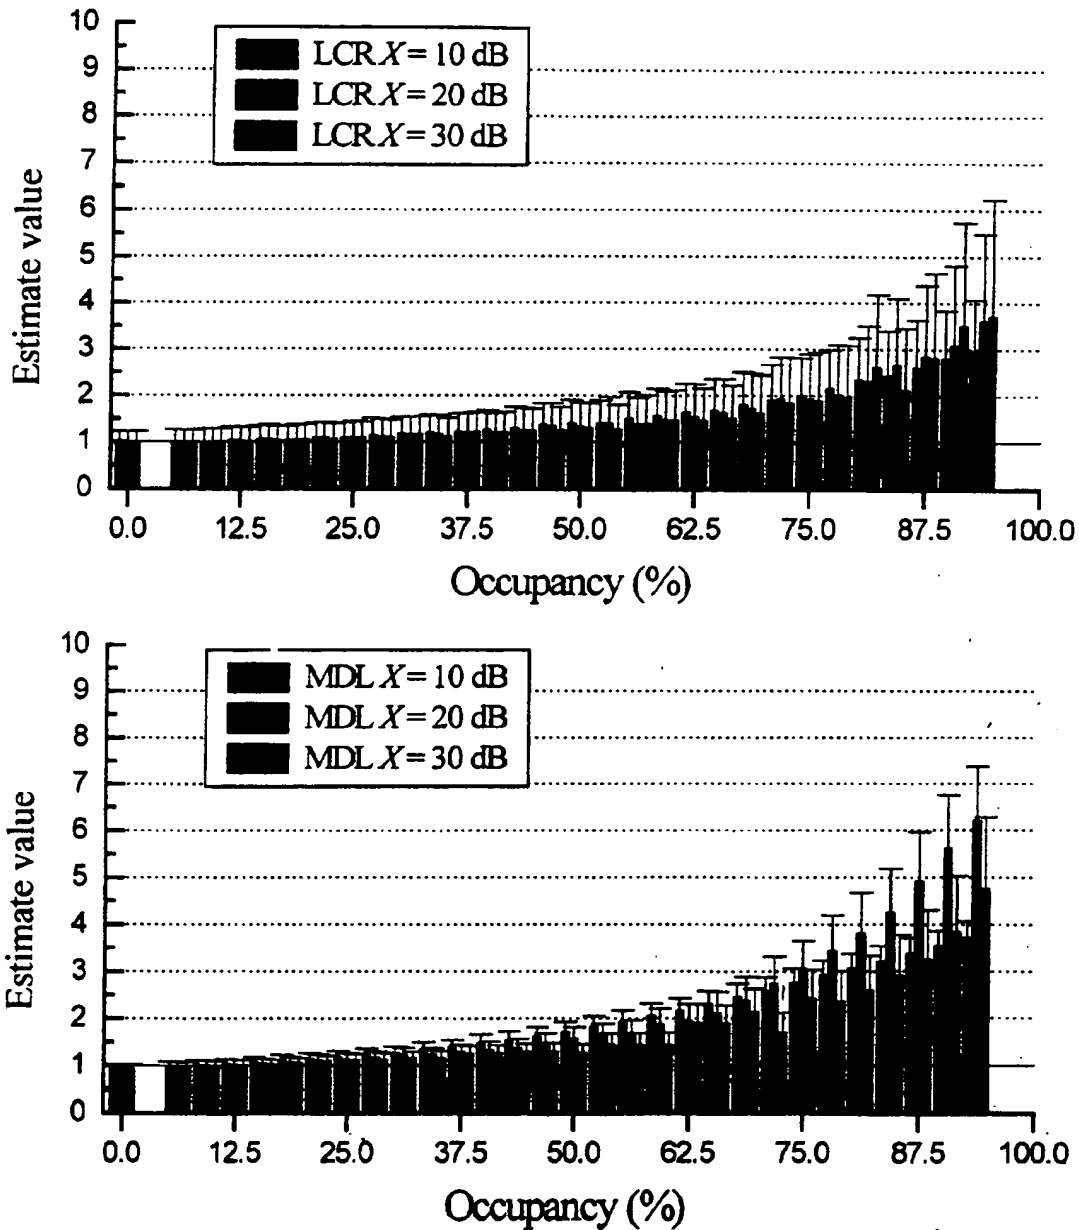 10
9
8
7
6
5
4
3
2
1
0
Estimate value
LCR X = 10 dB
LCR X = 20 dB
LCR X = 30 dB
0.0 12.5 25.0 37.5 50.0 62.5 75.0 87.5 100.0
Occupancy (%)
10
9
8
7
6
5
4
3
2
1
0
Estimate value
MDL X = 10 dB
MDL X = 20 dB
MDL X = 30 dB
0.0 12.5 25.0 37.5 50.0 62.5 75.0 87.5 100.0
Occupancy (%)